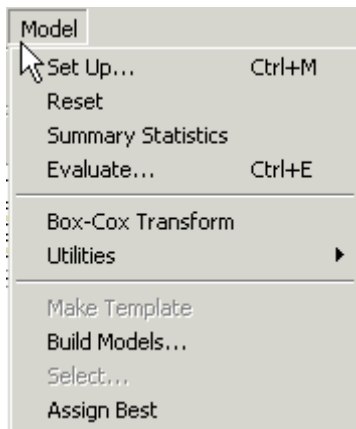 Model
Set Up... Ctrl+M
Reset
Summary Statistics
Evaluate... Ctrl+E
Box-Cox Transform
Utilities
Make Template
Build Models...
Select...
Assign Best